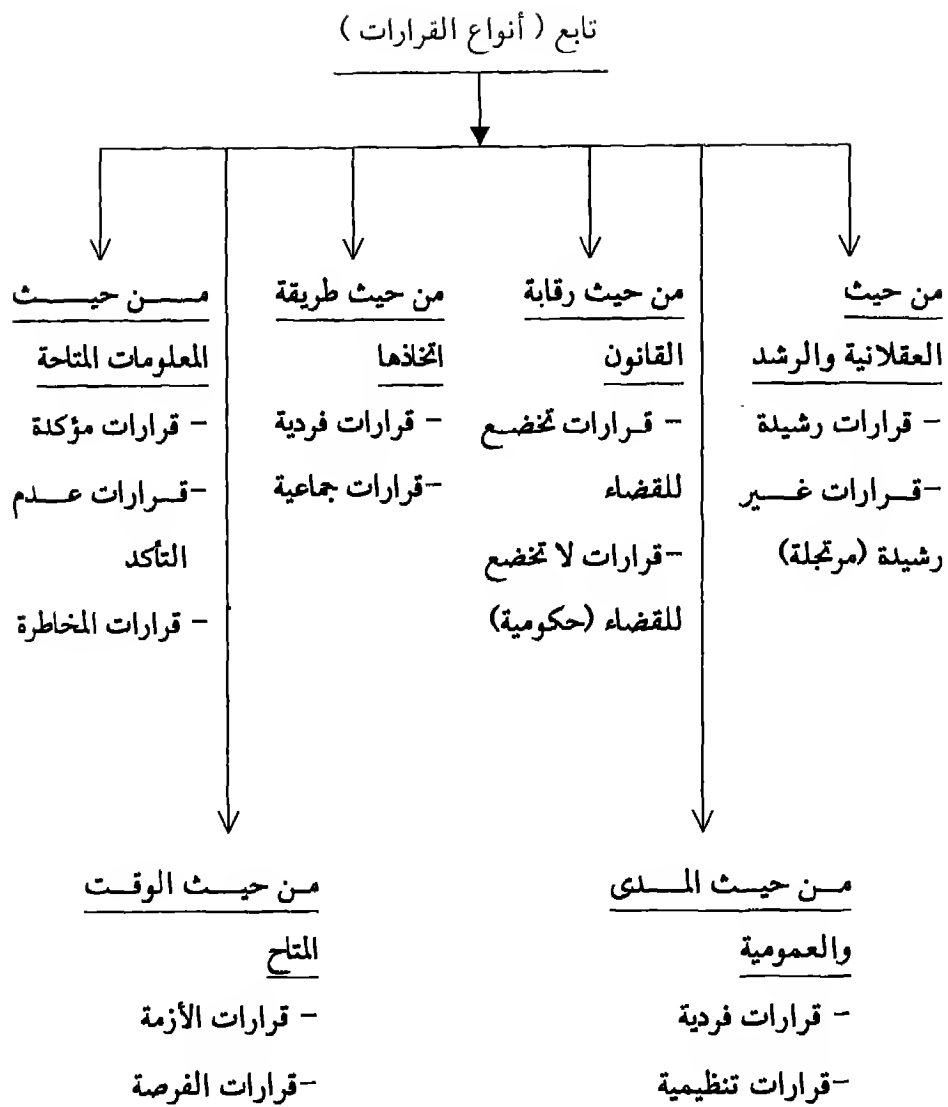 تابع ( أنواع القرارات )
من حيث
العقلانية والرشد
- قرارات رشيدة
-قرارات غير
رشيدة (مرتجلة)
من حيث رقابة
القانون
- قرارات تخضع
للقضاء
-قرارات لا تخضع
للقضاء (حكومية)
من حيث طريقة
اتخاذها
- قرارات فردية
-قرارات جماعية
من حيث
المعلومات المتاحة
- قرارات مؤكدة
-قرارات عدم
التأكد
- قرارات المخاطرة
من حيث المدى
والعمومية
- قرارات فردية
-قرارات تنظيمية
من حيث الوقت
المتاح
- قرارات الأزمة
-قرارات الفرصة